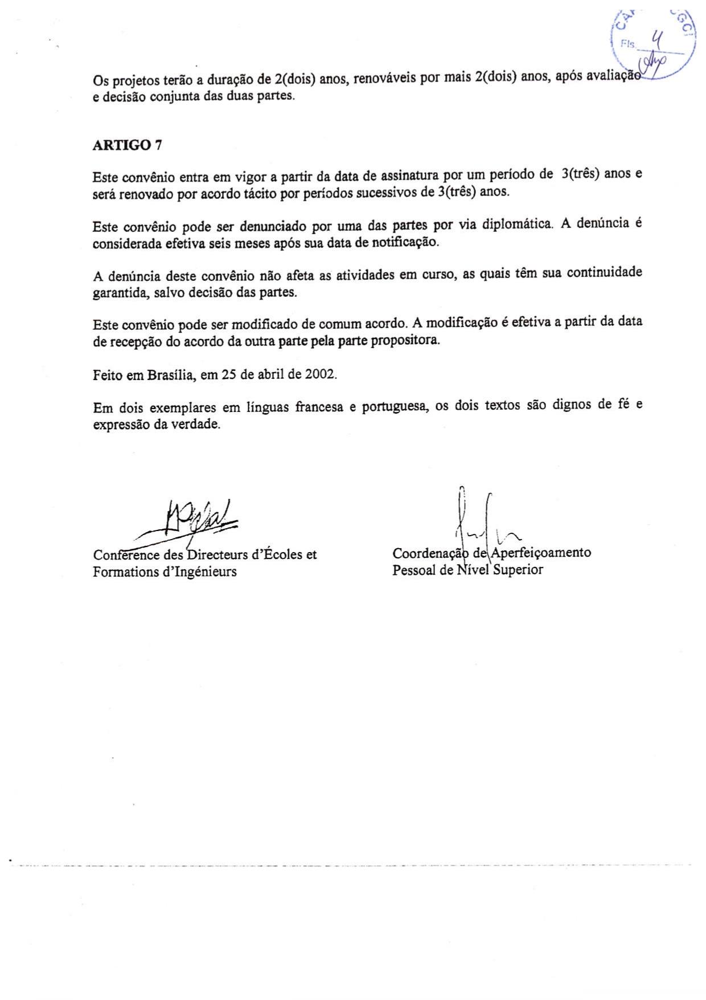 CGCI
Fls. 4
Os projetos terão a duração de 2(dois) anos, renováveis por mais 2(dois) anos, após avaliação
e decisão conjunta das duas partes.
ARTIGO 7
Este convênio entra em vigor a partir da data de assinatura por um período de 3(três) anos e
será renovado por acordo tácito por períodos sucessivos de 3(três) anos.
Este convênio pode ser denunciado por uma das partes por via diplomática. A denúncia é
considerada efetiva seis meses após sua data de notificação.
A denúncia deste convênio não afeta as atividades em curso, as quais têm sua continuidade
garantida, salvo decisão das partes.
Este convênio pode ser modificado de comum acordo. A modificação é efetiva a partir da data
de recepção do acordo da outra parte pela parte propositora.
Feito em Brasília, em 25 de abril de 2002.
Em dois exemplares em línguas francesa e portuguesa, os dois textos são dignos de fé e
expressão da verdade.
Conférence des Directeurs d'Écoles et
Formations d'Ingénieurs
Coordenação de Aperfeiçoamento
Pessoal de Nível Superior